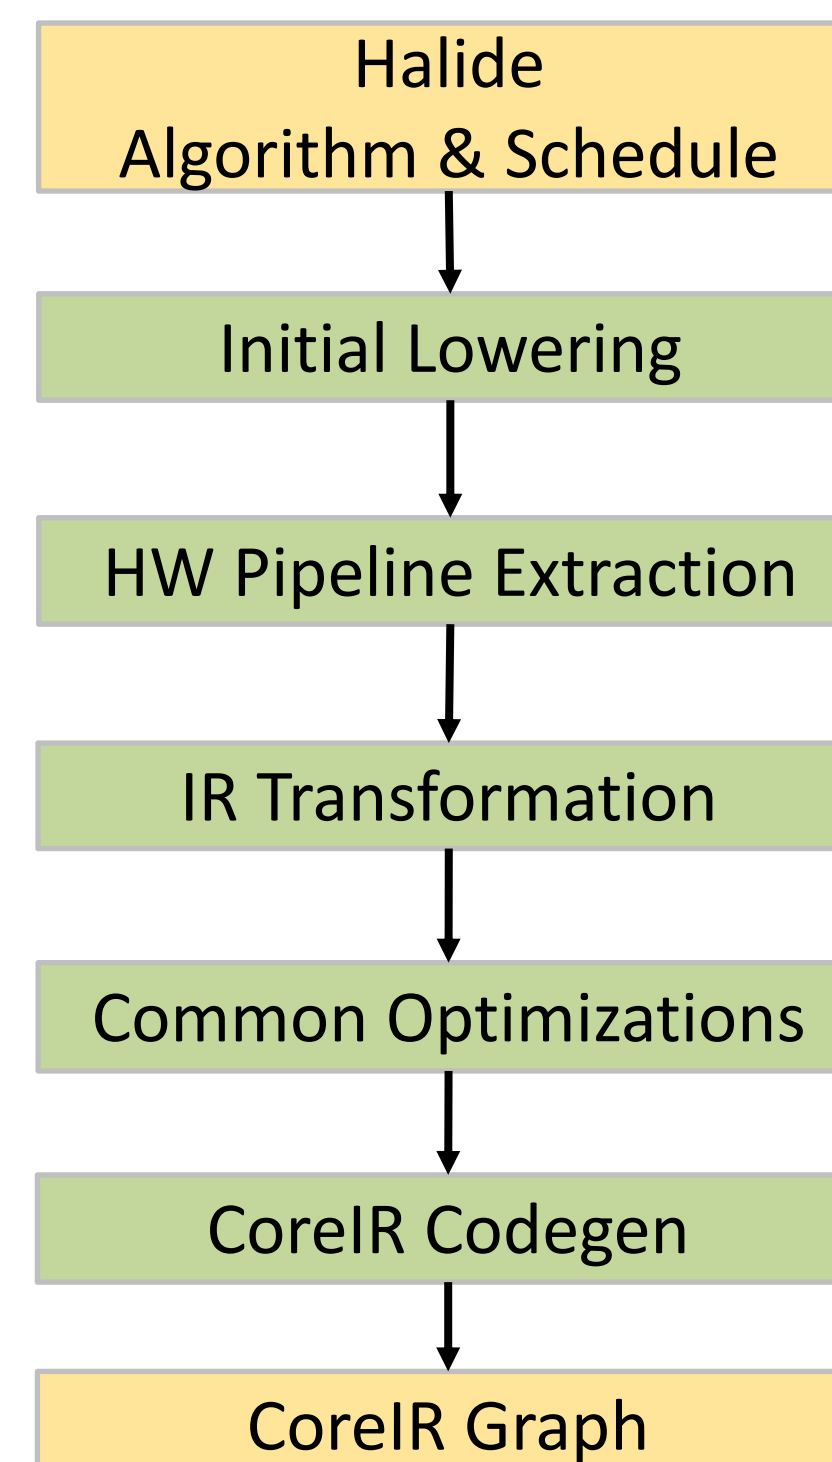 Halide
Algorithm & Schedule
Initial Lowering
HW Pipeline Extraction
IR Transformation
Common Optimizations
CoreIR Codegen
CoreIR Graph